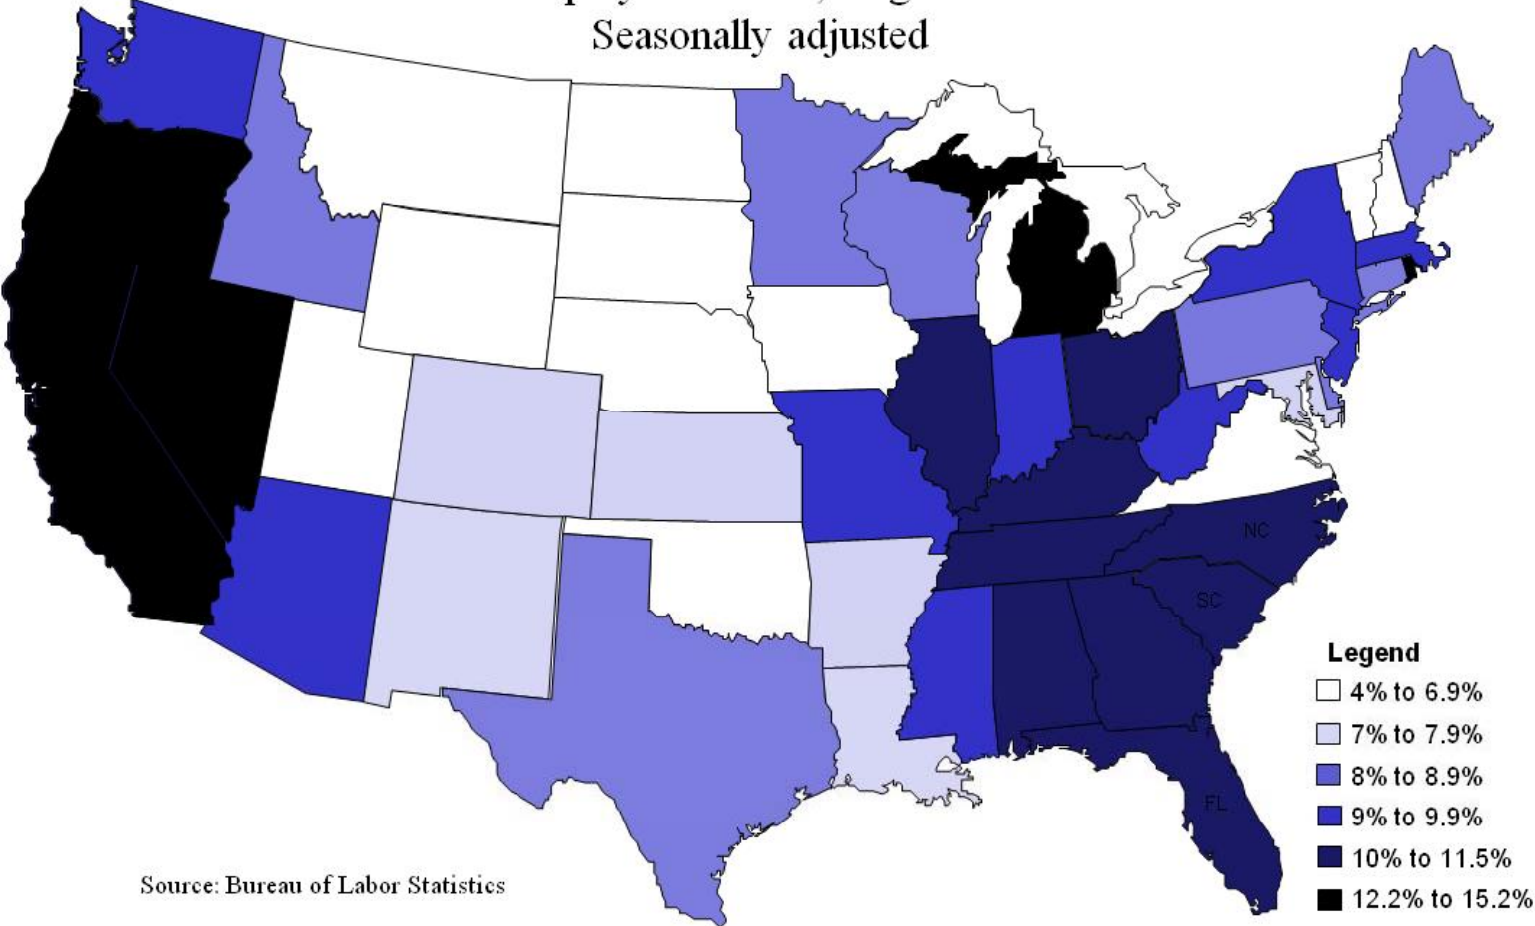 Seasonally adjusted
NC
SC
FL
Legend
4% to 6.9%
7% to 7.9%
8% to 8.9%
9% to 9.9%
10% to 11.5%
12.2% to 15.2%
Source: Bureau of Labor Statistics